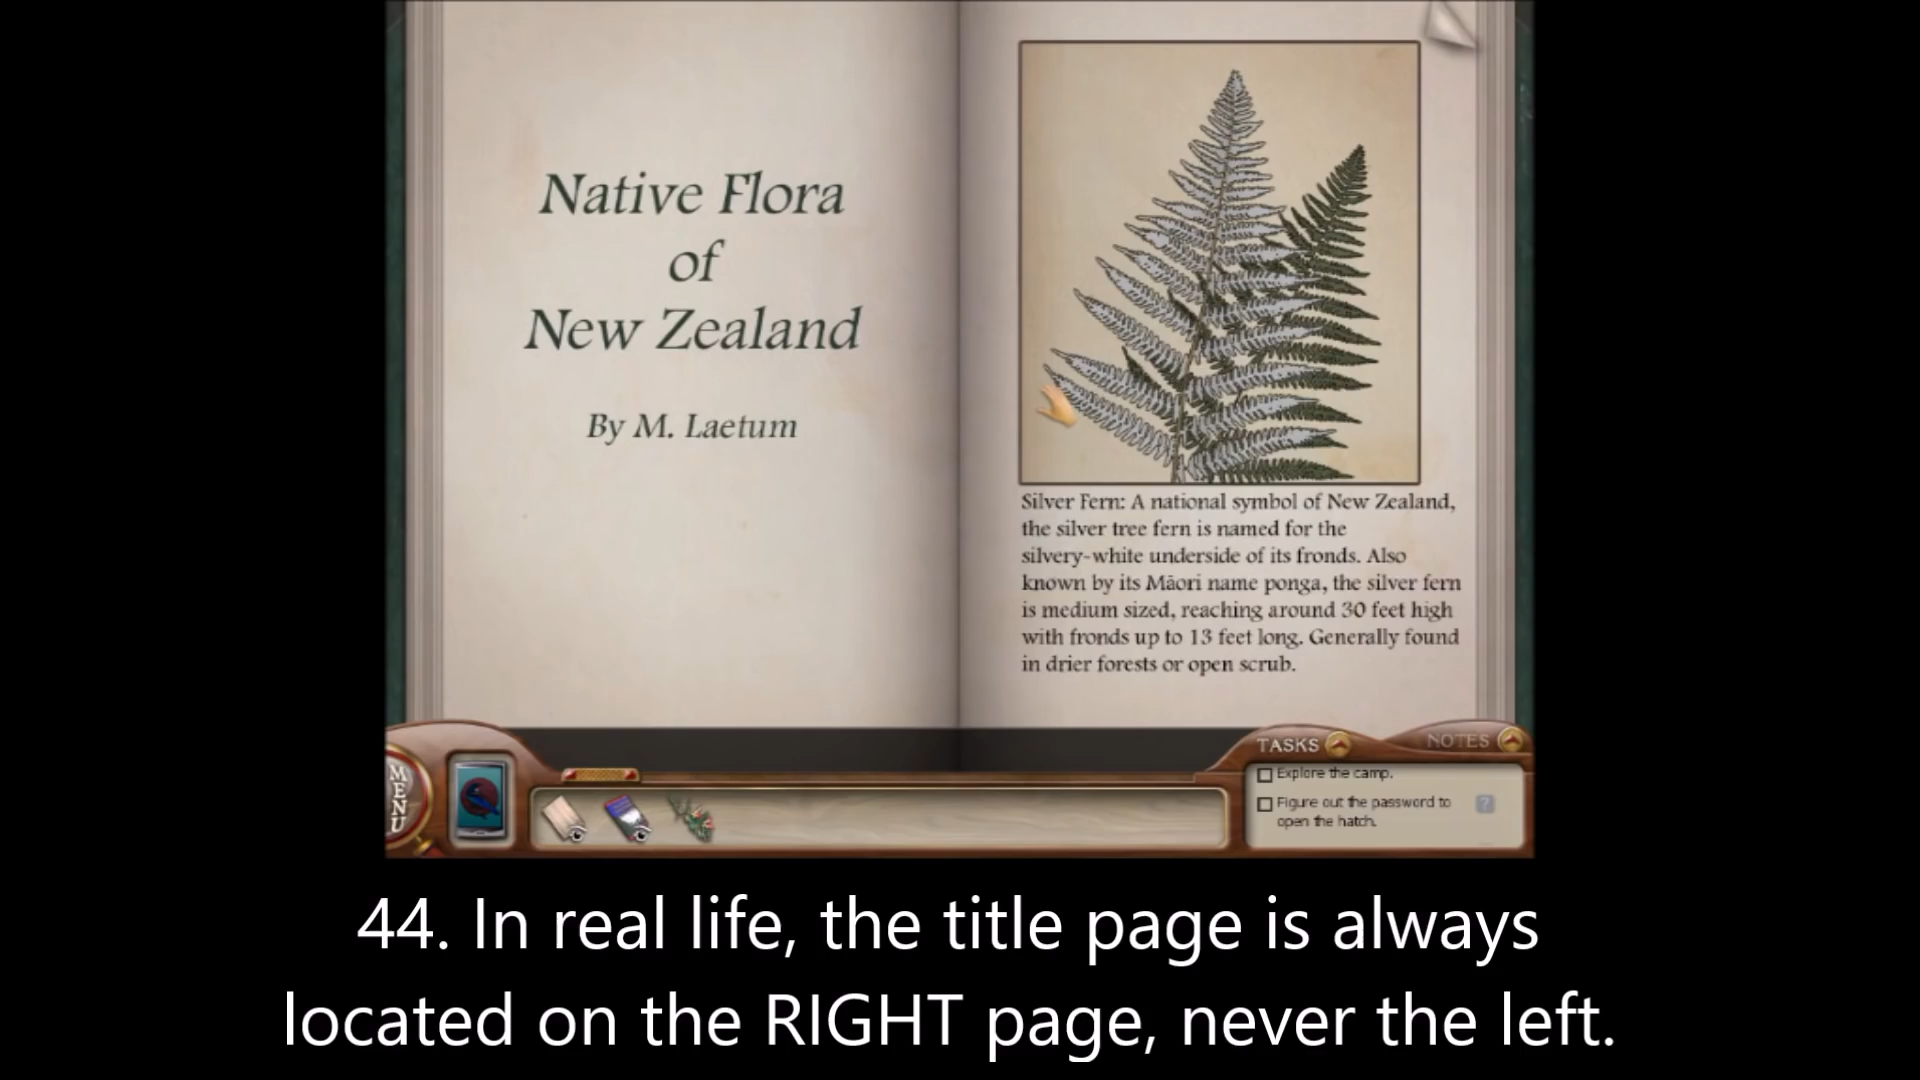 Native Flora
of
New Zealand
By M. Laetum
Silver Fern: A national symbol of New Zealand,
the silver tree fern is named for the
silvery-white underside of its fronds. Also
known by its Māori name ponga, the silver fern
is medium sized, reaching around 30 feet high
with fronds up to 13 feet long. Generally found
in drier forests or open scrub.
MENU
TASKS
NOTES
Explore the camp.
Figure out the password to
open the hatch.
?
44. In real life, the title page is always
located on the RIGHT page, never the left.